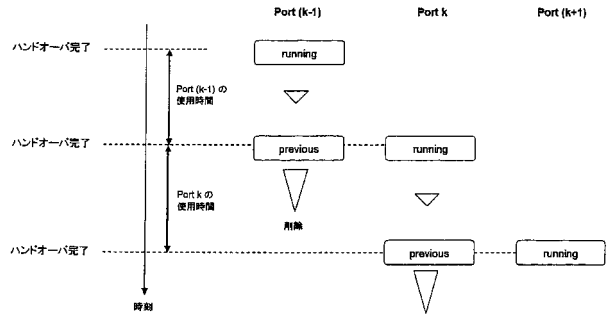 Port (k-1) Port k Port (k+1)
ハンドオーバ完了 running
Port (k-1) の
使用時間
ハンドオーバ完了 previous running
Port k の
使用時間
削除
ハンドオーバ完了 previous running
時刻